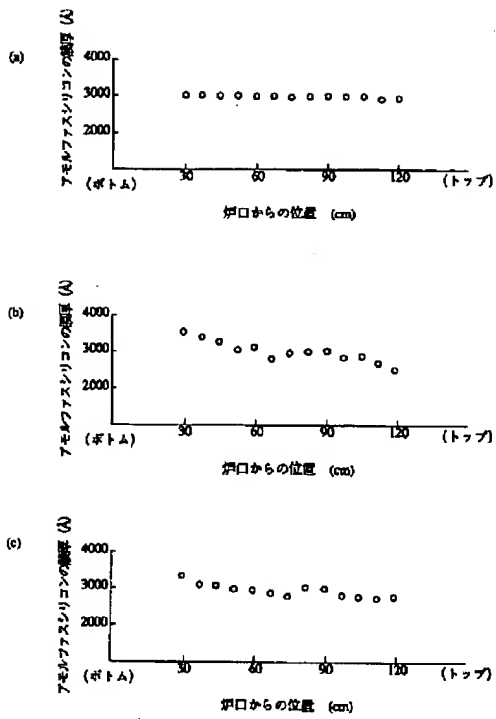 (a)
アモルファスシリコンの膜厚 (Å)
4000
3000
2000
30
60
90
120
(ボトム)
(トップ)
炉口からの位置 (cm)
(b)
アモルファスシリコンの膜厚 (Å)
4000
3000
2000
30
60
90
120
(ボトム)
(トップ)
炉口からの位置 (cm)
(c)
アモルファスシリコンの膜厚 (Å)
4000
3000
2000
30
60
90
120
(ボトム)
(トップ)
炉口からの位置 (cm)